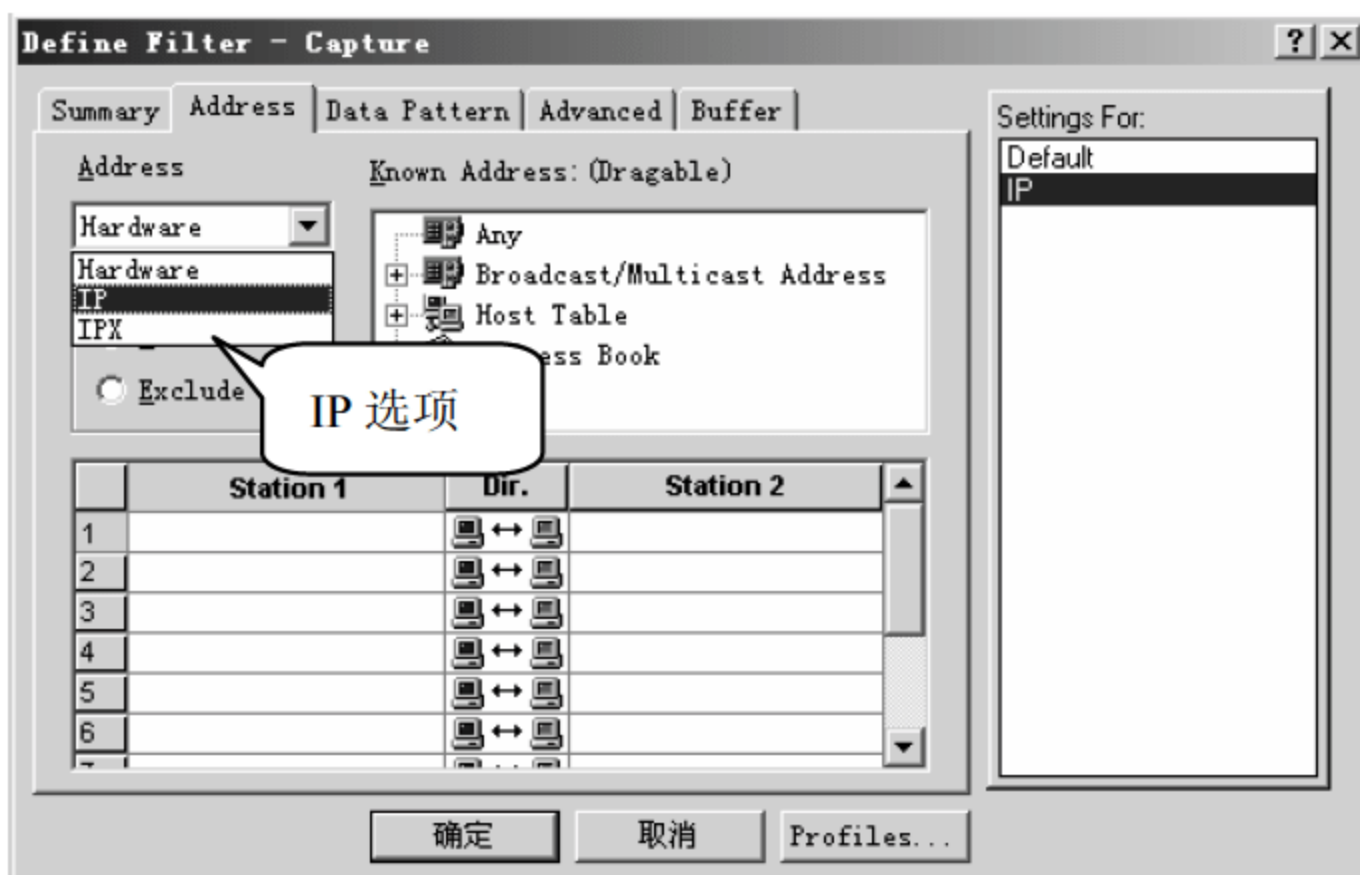 Define Filter - Capture
Summary Address Data Pattern Advanced Buffer
Address
Known Address: (Dragable)
Hardware
Hardware
IP
IPX
Exclude
Any
Broadcast/Multicast Address
Host Table
Book
IP 选项
Station 1 Dir. Station 2
1
2
3
4
5
6
Settings For:
Default
IP
确定 取消 Profiles...